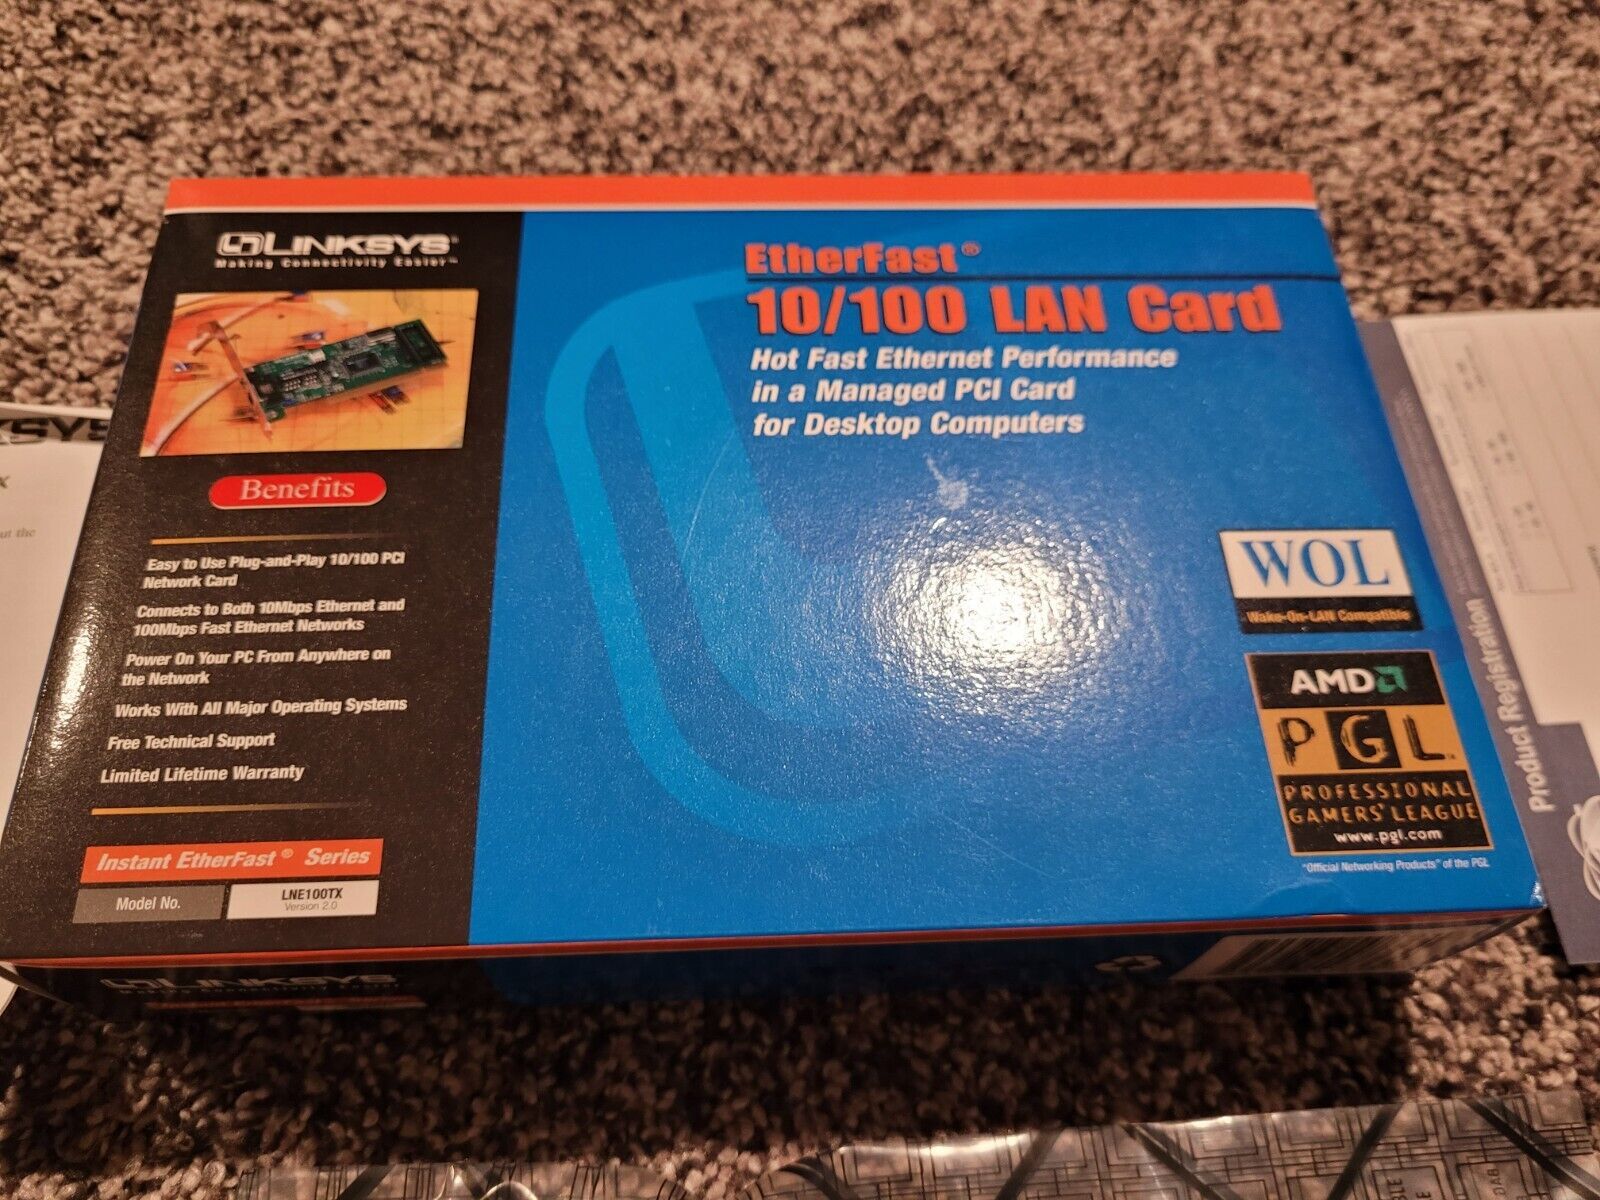 LINKSYS®
Making Connectivity Easier™
EtherFast®
10/100 LAN Card
Hot Fast Ethernet Performance
in a Managed PCI Card
for Desktop Computers
Benefits
Easy to Use Plug-and-Play 10/100 PCI
Network Card
Connects to Both 10Mbps Ethernet and
100Mbps Fast Ethernet Networks
Power On Your PC From Anywhere on
the Network
Works With All Major Operating Systems
Free Technical Support
Limited Lifetime Warranty
Instant EtherFast® Series
Model No.
LNE100TX
Version 2.0
WOL
Wake-On-LAN Compatible
AMD
PGL
PROFESSIONAL
GAMERS' LEAGUE
www.pgl.com
"Official Networking Products" of the PGL
LINKSYS
Product Registration
KSYS
X
ut the